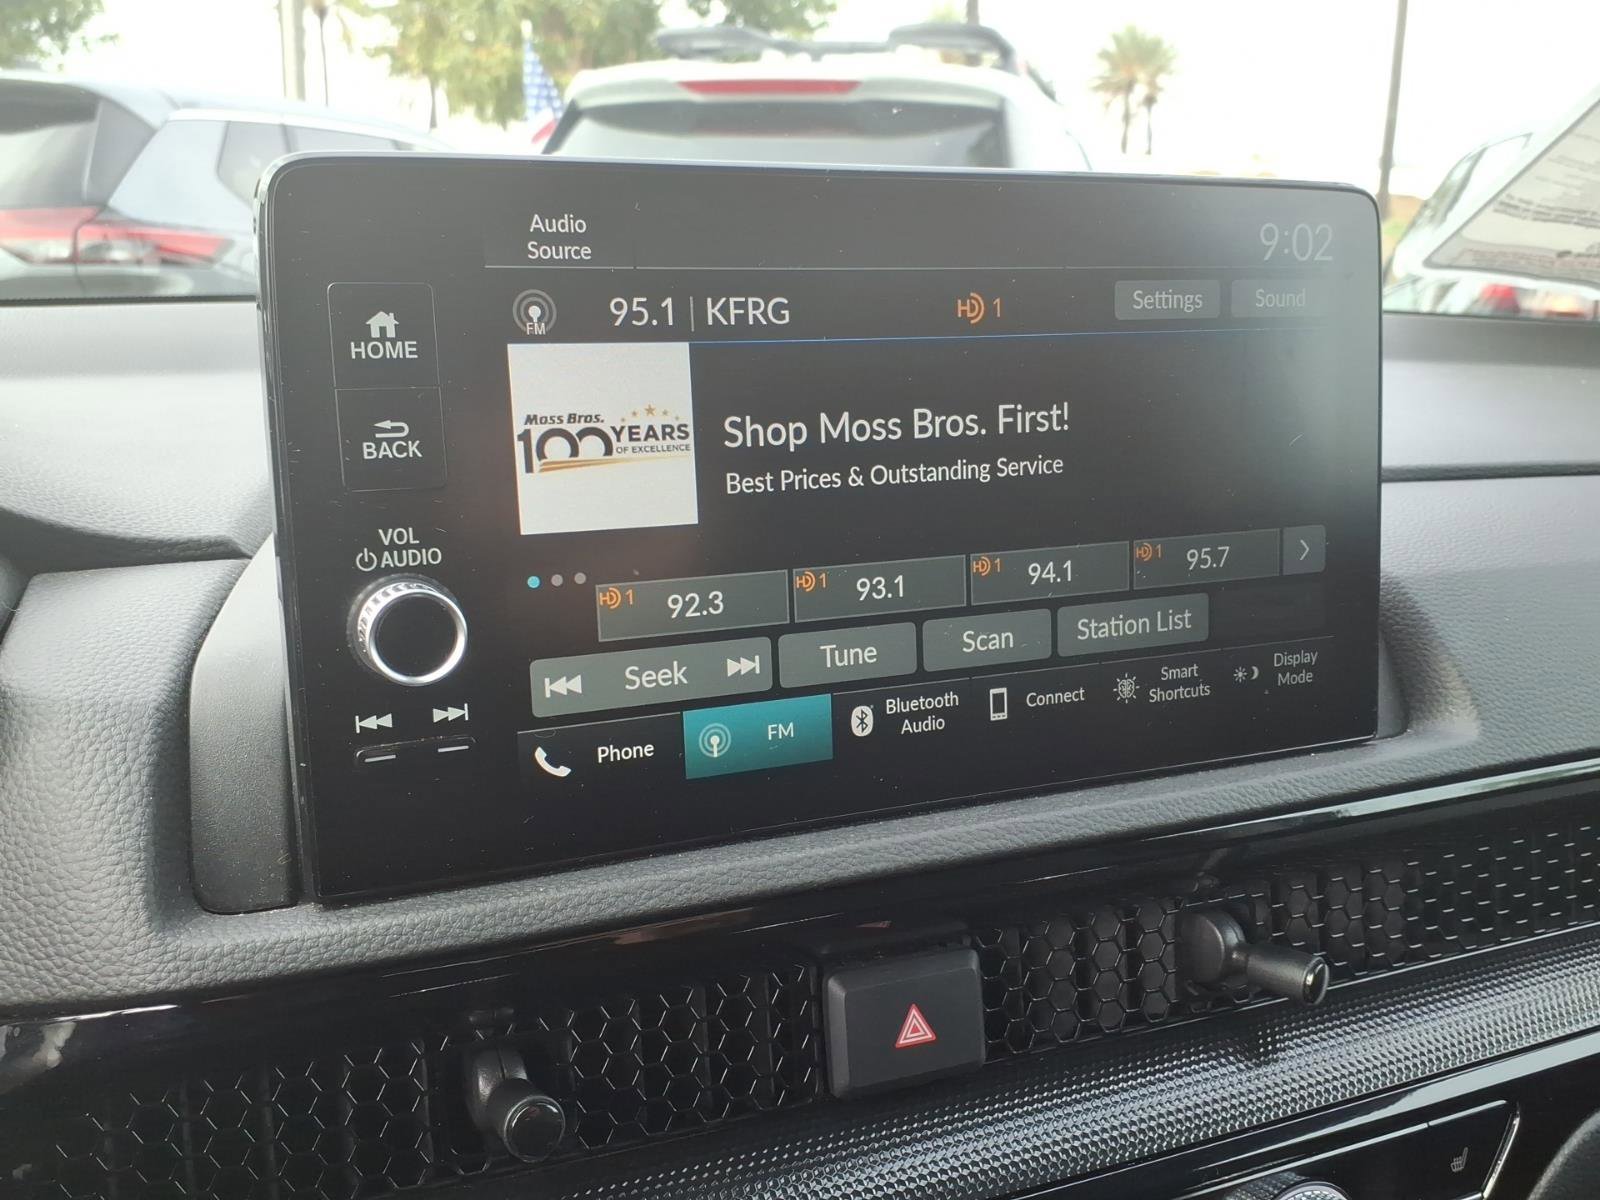 Audio
Source
9:02
HOME
FM
95.1 | KFRG
HD 1
Settings
Sound
BACK
Moss Bros.
100 YEARS
OF EXCELLENCE
Shop Moss Bros. First!
Best Prices & Outstanding Service
VOL
AUDIO
HD 1
92.3
HD 1
93.1
HD 1
94.1
HD 1
95.7
Seek
Tune
Scan
Station List
Phone
FM
Bluetooth
Audio
Connect
Smart
Shortcuts
Display
Mode